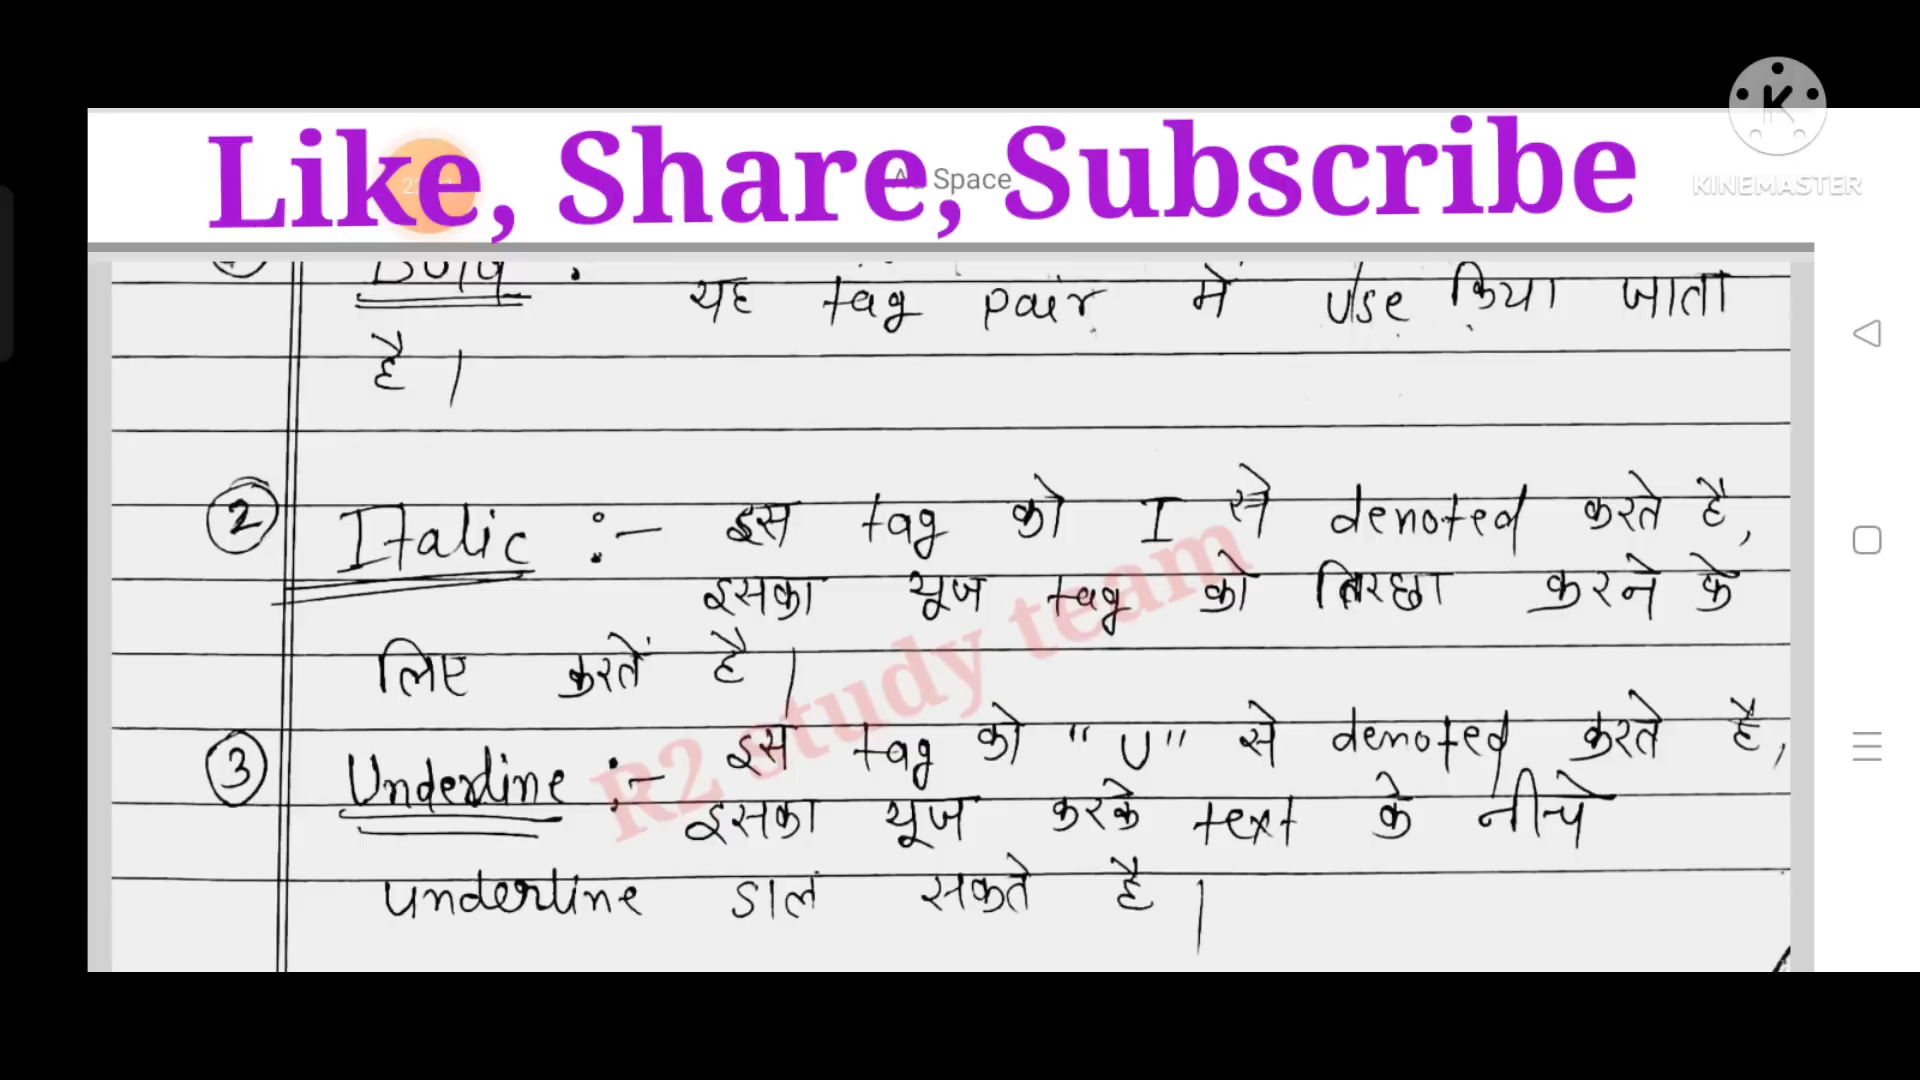 KINEMASTER
Like, Share, Subscribe
Space
यह tag pair में Use किया जाता
है।
2 Italic :- इस tag को I से denoted करते है,
इसका यूज tag को तिरछा करने के
लिए करतें है।
3 Underline :- इस tag को "U" से denoted करते है,
इसका यूज करके text के नीचे
underline डाल सकते है।
R2 study team